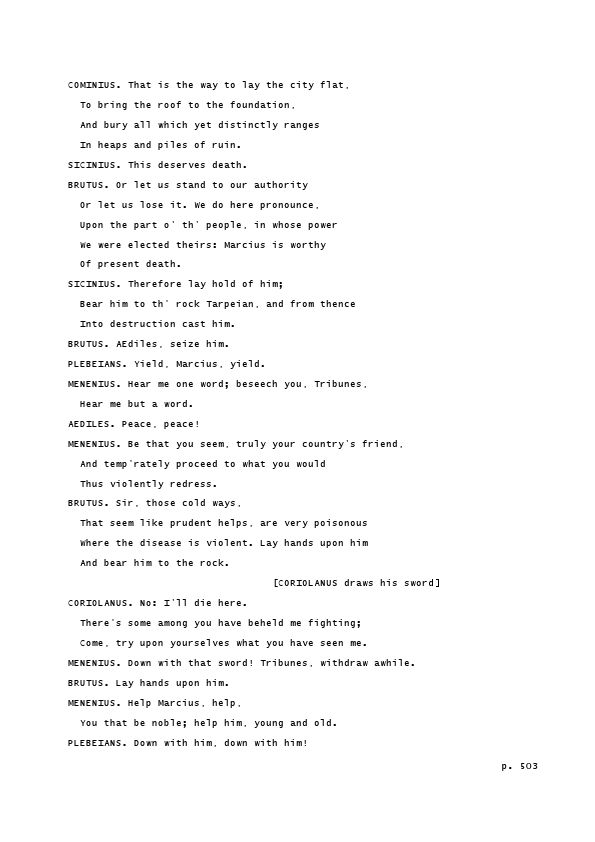 COMINIUS. That is the way to lay the city flat,
To bring the roof to the foundation,
And bury all which yet distinctly ranges
In heaps and piles of ruin.
SICINIUS. This deserves death.
BRUTUS. Or let us stand to our authority
Or let us lose it. We do here pronounce,
Upon the part o' th' people, in whose power
We were elected theirs: Marcius is worthy
Of present death.
SICINIUS. Therefore lay hold of him;
Bear him to th' rock Tarpeian, and from thence
Into destruction cast him.
BRUTUS. AEdiles, seize him.
PLEBEIANS. Yield, Marcius, yield.
MENENIUS. Hear me one word; beseech you, Tribunes,
Hear me but a word.
AEDILES. Peace, peace!
MENENIUS. Be that you seem, truly your country's friend,
And temp'rately proceed to what you would
Thus violently redress.
BRUTUS. Sir, those cold ways,
That seem like prudent helps, are very poisonous
Where the disease is violent. Lay hands upon him
And bear him to the rock.
[CORIOLANUS draws his sword]
CORIOLANUS. No: I'll die here.
There's some among you have beheld me fighting;
Come, try upon yourselves what you have seen me.
MENENIUS. Down with that sword! Tribunes, withdraw awhile.
BRUTUS. Lay hands upon him.
MENENIUS. Help Marcius, help,
You that be noble; help him, young and old.
PLEBEIANS. Down with him, down with him!
p. 503